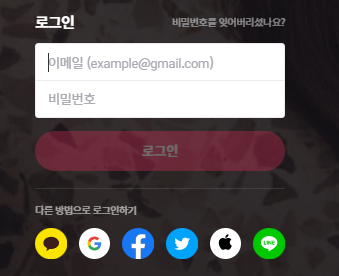 로그인
비밀번호를 잊어버리셨나요?
이메일 (example@gmail.com)
비밀번호
로그인
다른 방법으로 로그인하기
LINE